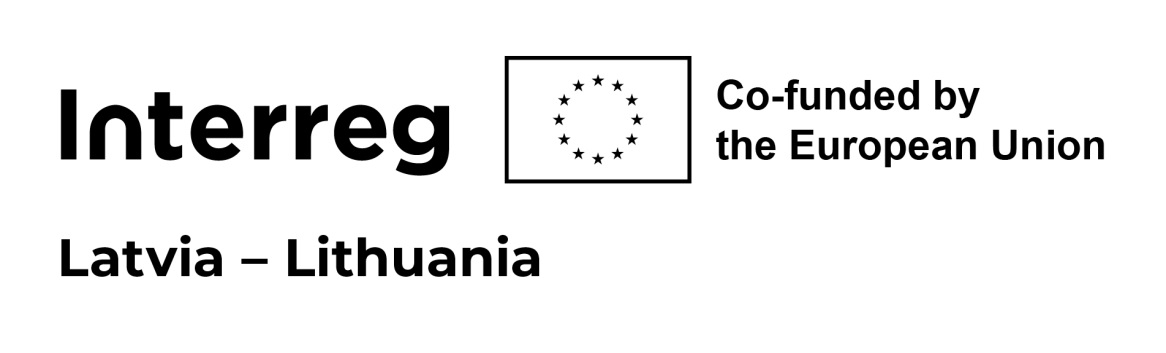 Interreg
Co-funded by
the European Union
Latvia – Lithuania